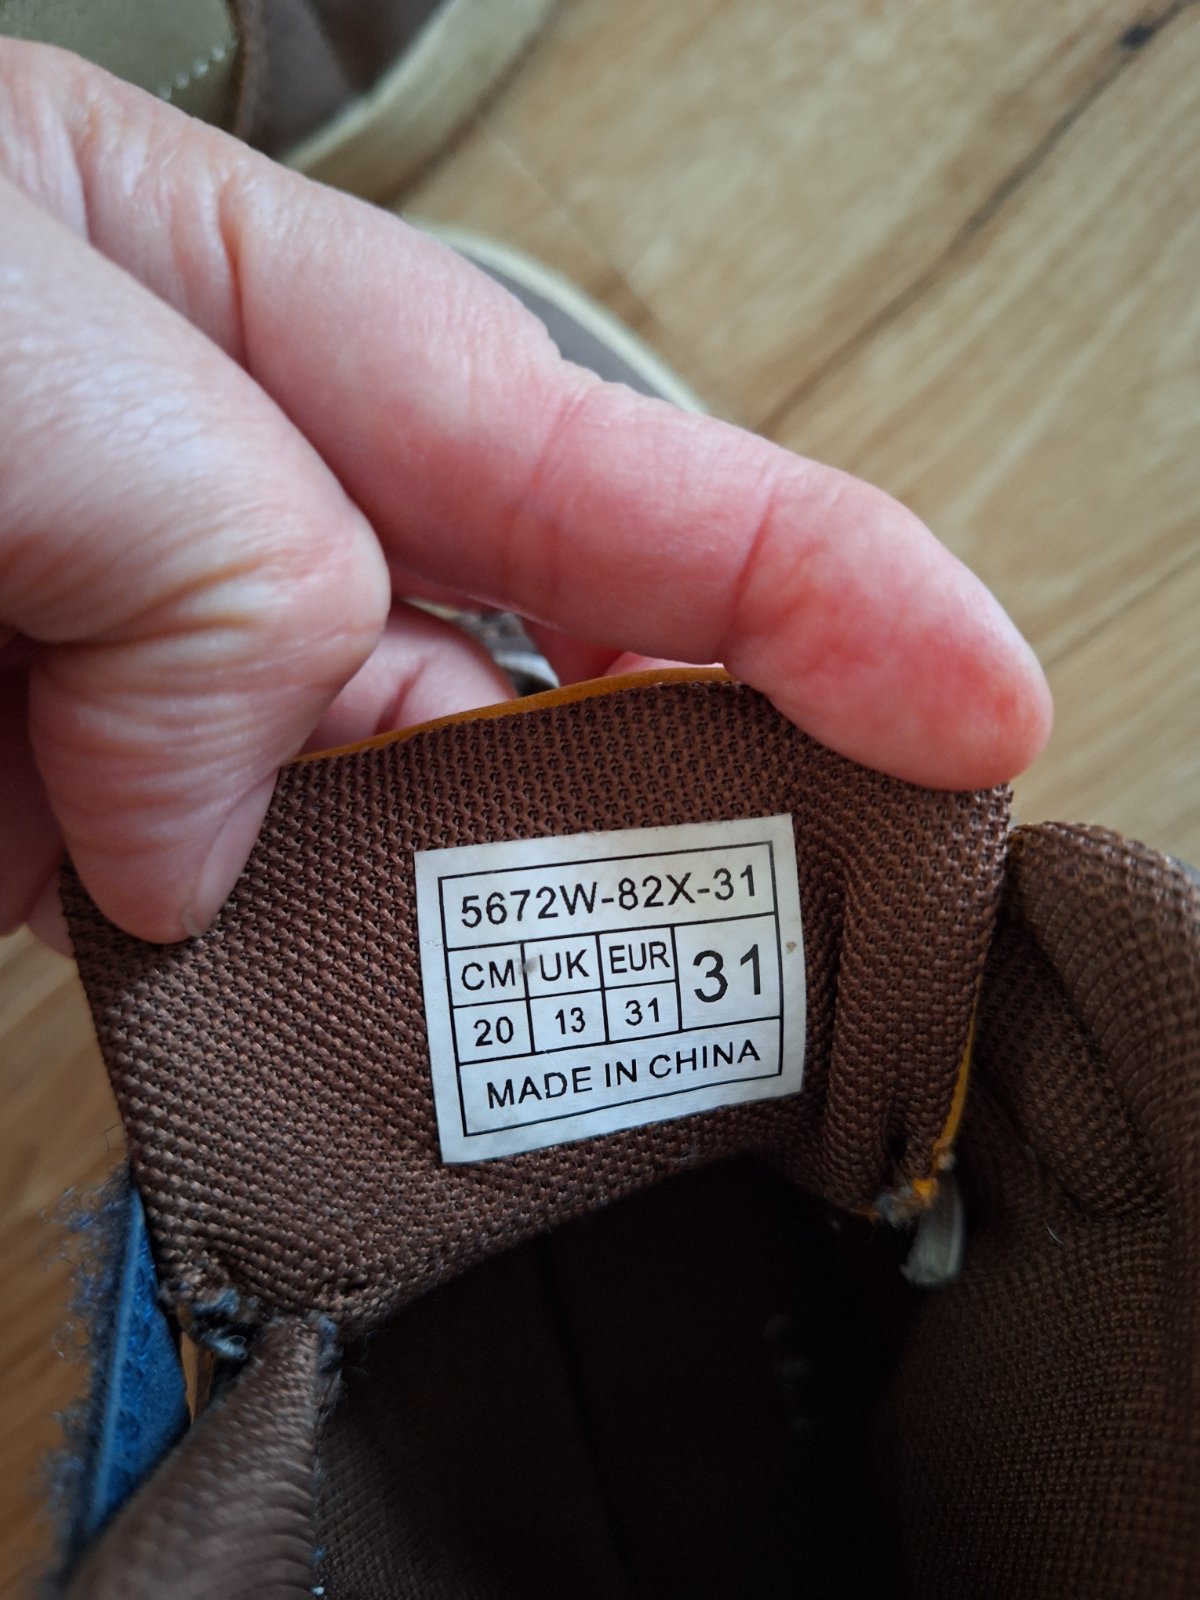 5672W-82X-31
CM UK EUR 31
20 13 31
MADE IN CHINA